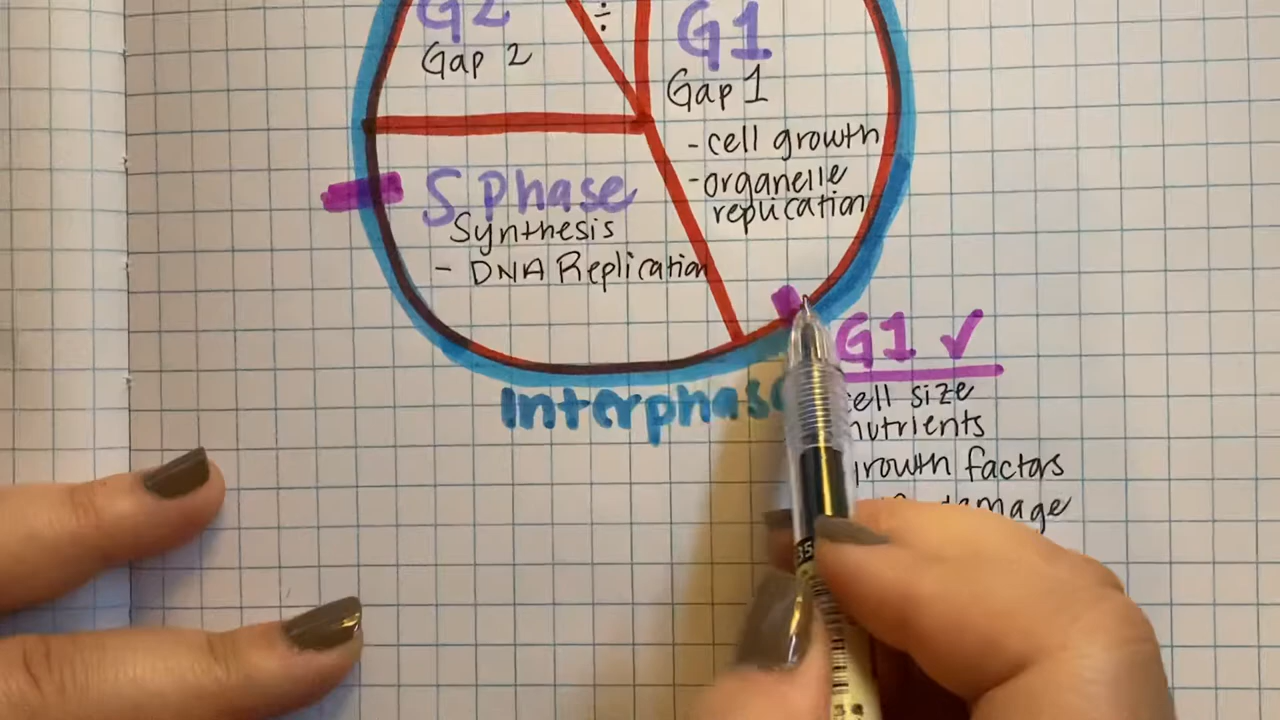 G2
Gap 2
÷
G1
Gap 1
- cell growth
- organelle
replication
S Phase
Synthesis
- DNA Replication
Interphase
G1 ✓
cell size
nutrients
growth factors
damage
35